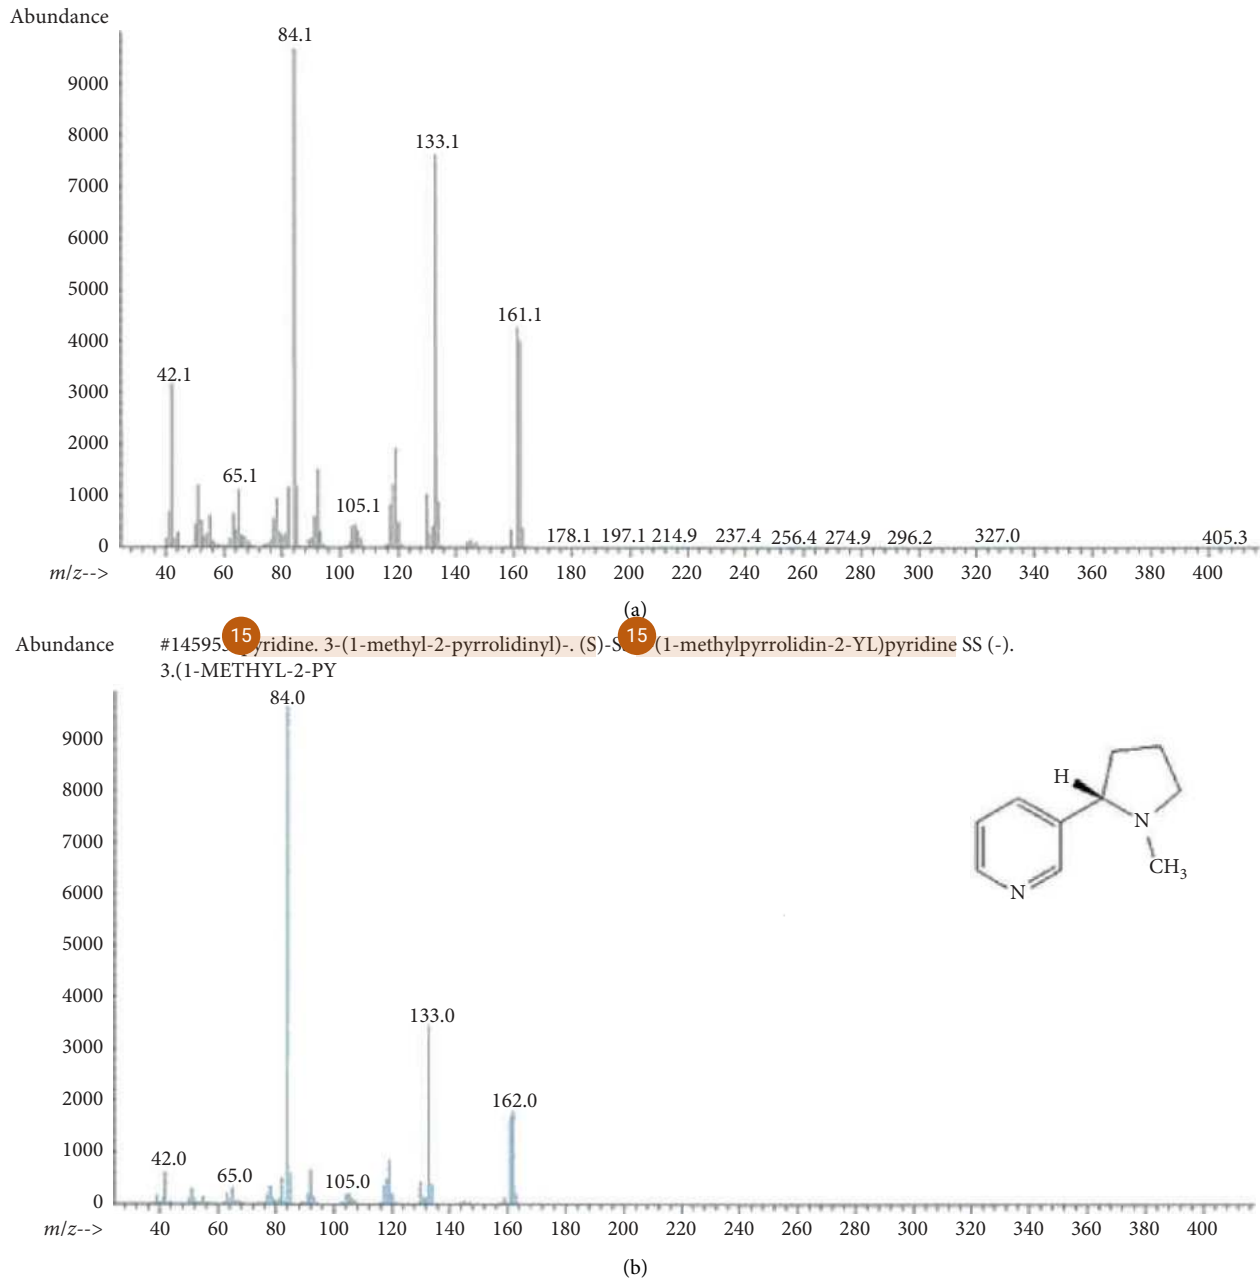 Abundance
84.1
9000
8000
133.1
7000
6000
5000
161.1
4000
42.1
3000
2000
65.1
1000
105.1
178.1 197.1 214.9 237.4 256.4 274.9 296.2 327.0 405.3
0
m/z--> 40 60 80 100 120 140 160 180 200 220 240 260 280 300 320 340 360 380 400
(a)
15 15
Abundance #14595 yridine. 3-(1-methyl-2-pyrrolidinyl)-. (S)-S (1-methylpyrrolidin-2-YL)pyridine SS (-).
3.(1-METHYL-2-PY
84.0
9000
8000
H
7000
N
CH3
6000
N
5000
4000
133.0
3000
2000
162.0
1000
42.0 65.0 105.0
0
m/z--> 40 60 80 100 120 140 160 180 200 220 240 260 280 300 320 340 360 380 400
(b)